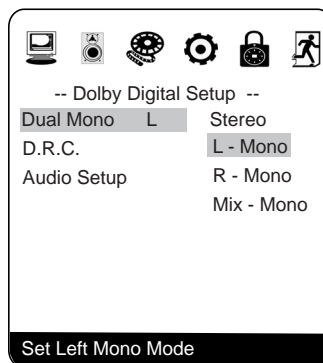 -- Dolby Digital Setup --
Dual Mono L Stereo
D.R.C. L - Mono
Audio Setup R - Mono
Mix - Mono
Set Left Mono Mode